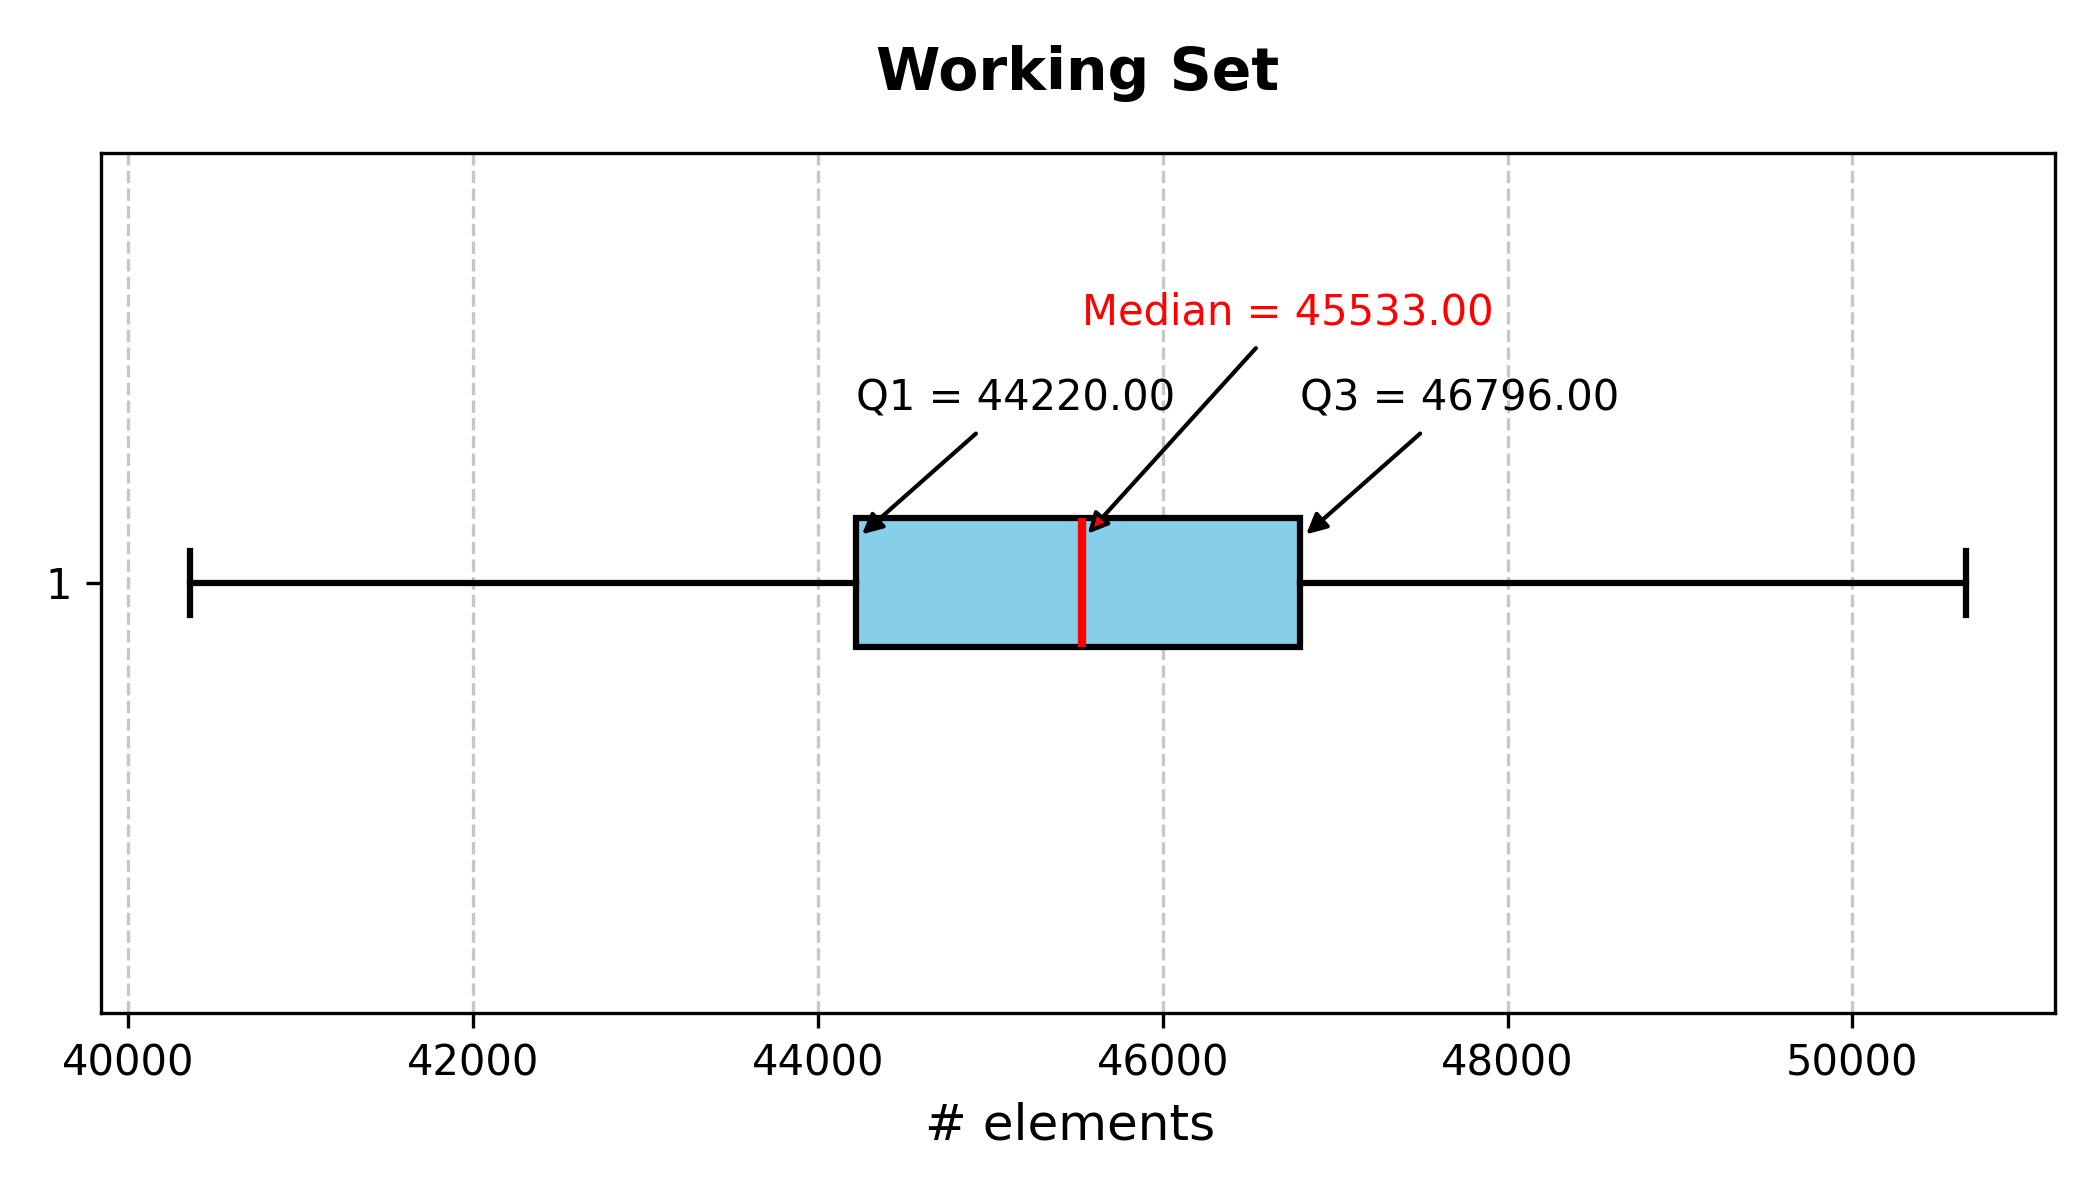 Working Set
Median = 45533.00
Q1 = 44220.00
Q3 = 46796.00
1
40000
42000
44000
46000
48000
50000
# elements